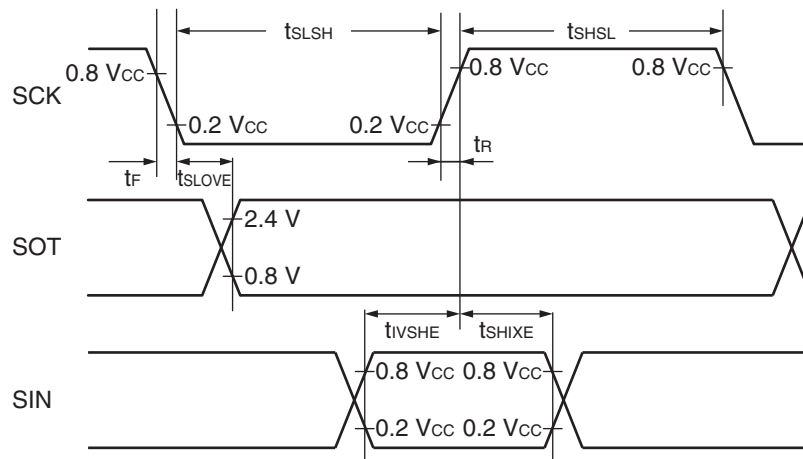 tSLSH
tSHSL
SCK
0.8 VCC
0.8 VCC
0.8 VCC
0.2 VCC
0.2 VCC
tF
tSLOVE
tR
SOT
2.4 V
0.8 V
tIVSHE
tSHIXE
SIN
0.8 VCC
0.8 VCC
0.2 VCC
0.2 VCC